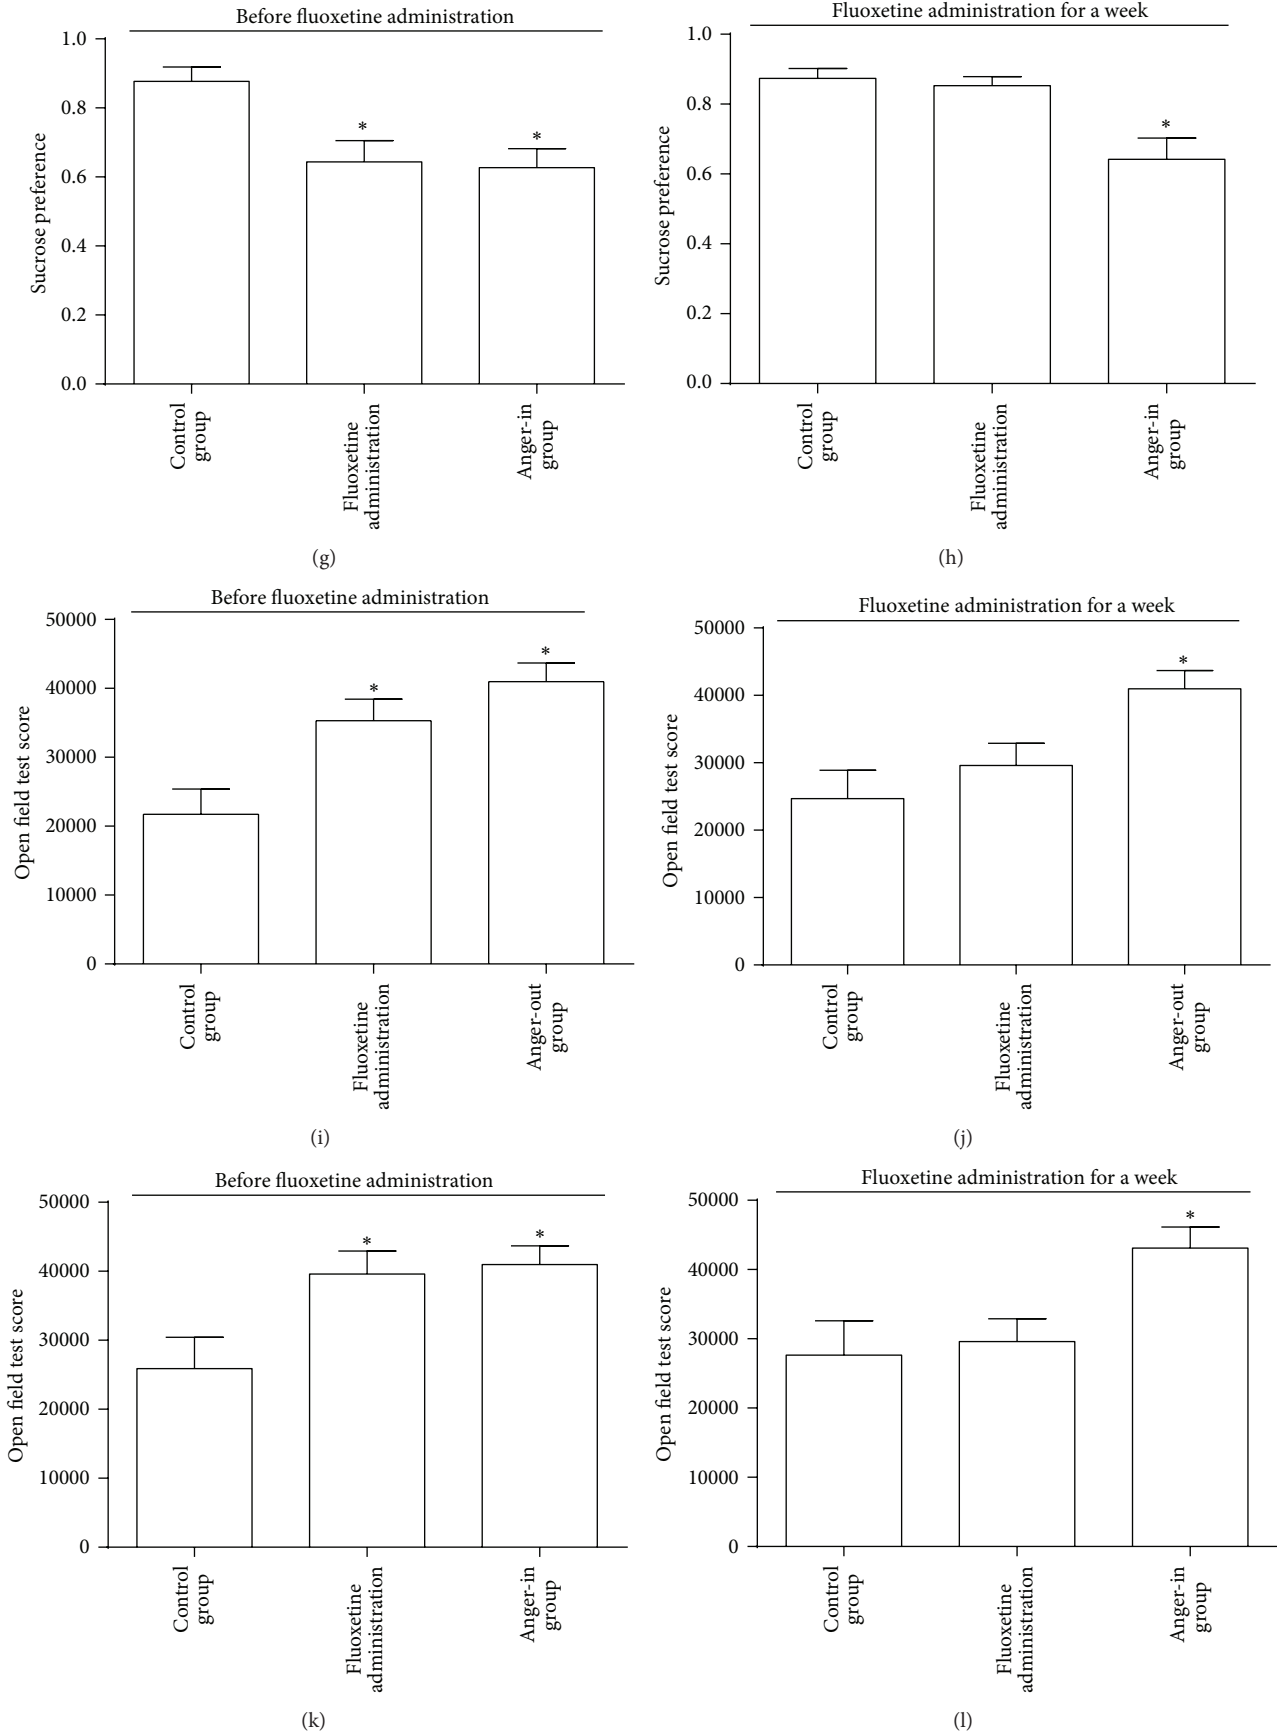 Before fluoxetine administration
1.0
0.8
0.6
0.4
0.2
0.0
Sucrose preference
*
*
Control
group
Fluoxetine
administration
Anger-in
group
(g)
Fluoxetine administration for a week
1.0
0.8
0.6
0.4
0.2
0.0
Sucrose preference
*
Control
group
Fluoxetine
administration
Anger-in
group
(h)
Before fluoxetine administration
50000
40000
30000
20000
10000
0
Open field test score
*
*
Control
group
Fluoxetine
administration
Anger-out
group
(i)
Fluoxetine administration for a week
50000
40000
30000
20000
10000
0
Open field test score
*
Control
group
Fluoxetine
administration
Anger-out
group
(j)
Before fluoxetine administration
50000
40000
30000
20000
10000
0
Open field test score
*
*
Control
group
Fluoxetine
administration
Anger-in
group
(k)
Fluoxetine administration for a week
50000
40000
30000
20000
10000
0
Open field test score
*
Control
group
Fluoxetine
administration
Anger-in
group
(l)